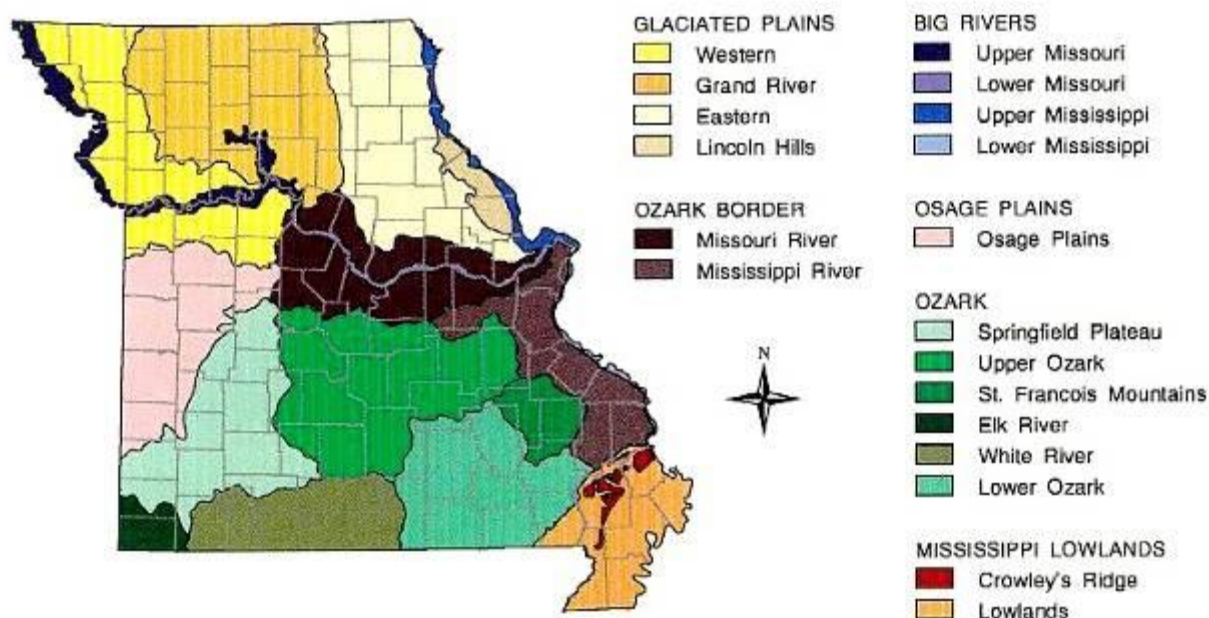 GLACIATED PLAINS
Western
Grand River
Eastern
Lincoln Hills
OZARK BORDER
Missouri River
Mississippi River
N
BIG RIVERS
Upper Missouri
Lower Missouri
Upper Mississippi
Lower Mississippi
OSAGE PLAINS
Osage Plains
OZARK
Springfield Plateau
Upper Ozark
St. Francois Mountains
Elk River
White River
Lower Ozark
MISSISSIPPI LOWLANDS
Crowley's Ridge
Lowlands